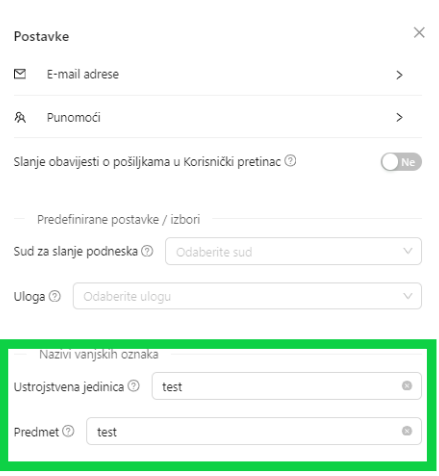 Postavke
E-mail adrese
Punomoći
Slanje obavijesti o pošiljkama u Korisnički pretinac
Ne
Predefinirane postavke / izbori
Sud za slanje podneska Odaberite sud
Uloga Odaberite ulogu
Nazivi vanjskih oznaka
Ustrojstvena jedinica test
Predmet test